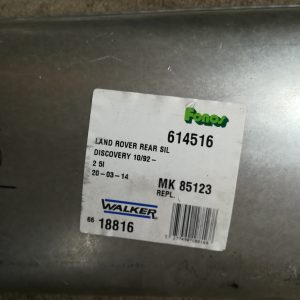 Fonos
614516
LAND ROVER REAR SIL
DISCOVERY 10/92-
2 5I
20-03-14
MK 85123
REPL.
WALKER
66 18816